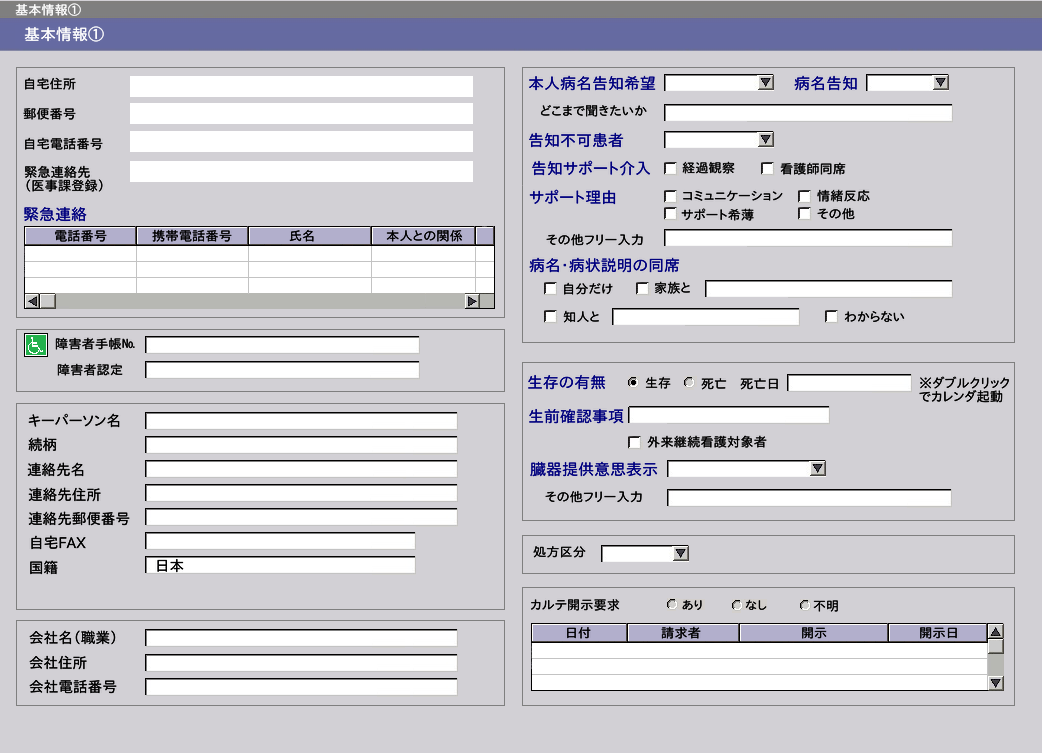 基本情報①
基本情報①
自宅住所
郵便番号
自宅電話番号
緊急連絡先
（医事課登録）
緊急連絡
電話番号 携帯電話番号 氏名 本人との関係
障害者手帳№
障害者認定
キーパーソン名
続柄
連絡先名
連絡先住所
連絡先郵便番号
自宅FAX
国籍 日本
会社名（職業）
会社住所
会社電話番号
本人病名告知希望 病名告知
どこまで聞きたいか
告知不可患者
告知サポート介入 経過観察 看護師同席
サポート理由 コミュニケーション 情緒反応
サポート希薄 その他
その他フリー入力
病名・病状説明の同席
自分だけ 家族と
知人と わからない
生存の有無 生存 死亡 死亡日 ※ダブルクリック
でカレンダ起動
生前確認事項
外来継続看護対象者
臓器提供意思表示
その他フリー入力
処方区分
カルテ開示要求 あり なし 不明
日付 請求者 開示 開示日